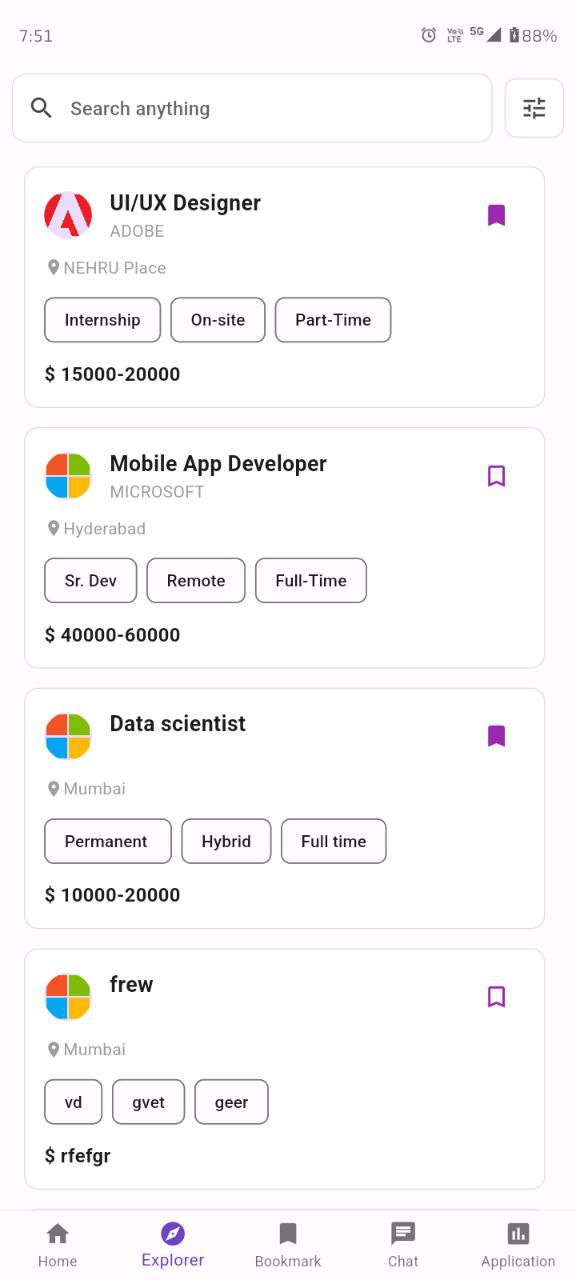 7:51 Vo LTE 5G 88%
Search anything
UI/UX Designer
ADOBE
NEHRU Place
Internship On-site Part-Time
$ 15000-20000
Mobile App Developer
MICROSOFT
Hyderabad
Sr. Dev Remote Full-Time
$ 40000-60000
Data scientist
Mumbai
Permanent Hybrid Full time
$ 10000-20000
frew
Mumbai
vd gvet geer
$ rfefgr
Home Explorer Bookmark Chat Application